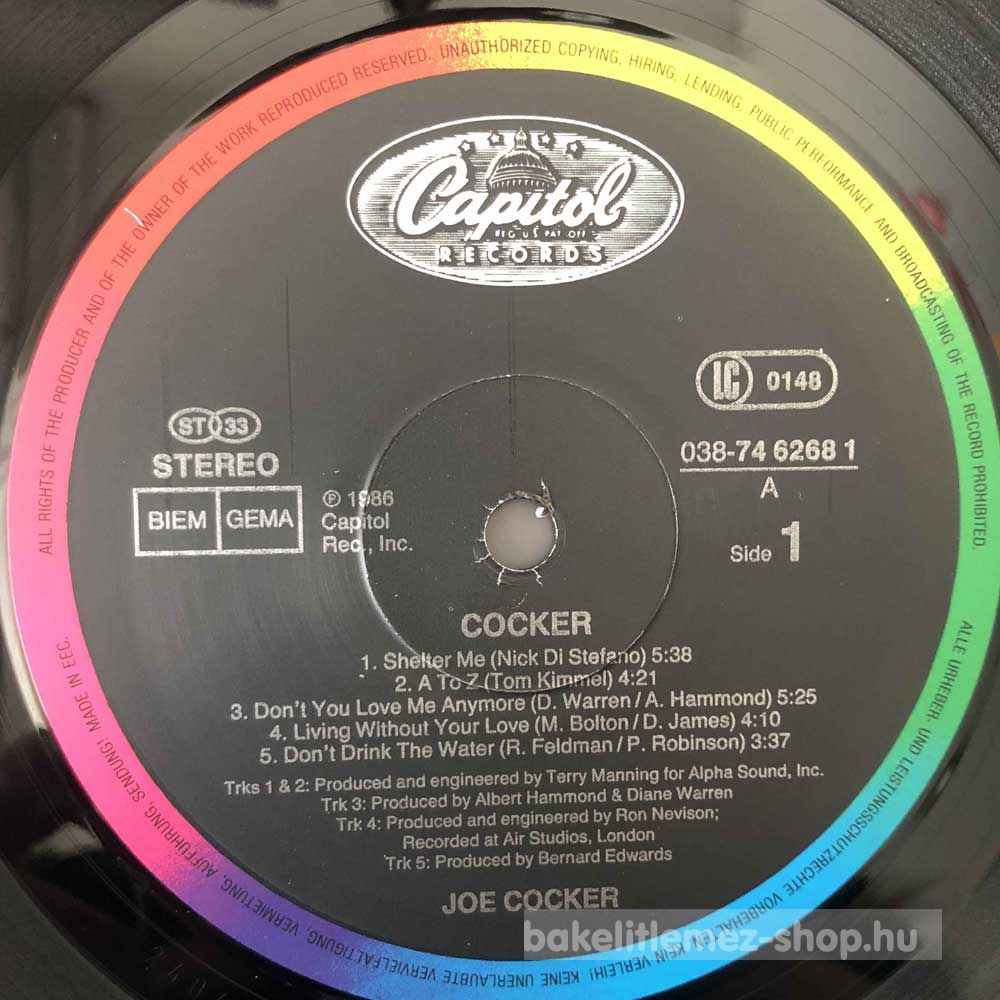 ALL RIGHTS OF THE PRODUCER AND OF THE OWNER OF THE WORK REPRODUCED RESERVED. UNAUTHORIZED COPYING, HIRING, LENDING, PUBLIC PERFORMANCE AND BROADCASTING OF THE RECORD PROHIBITED.
Capitol
REG U S PAT OFF
RECORDS
LC 0148
ST 33
STEREO
BIEM GEMA
℗ 1986
Capitol
Rec., Inc.
038-74 6268 1
A
Side 1
COCKER
1. Shelter Me (Nick Di Stefano) 5:38
2. A To Z (Tom Kimmel) 4:21
3. Don't You Love Me Anymore (D. Warren/A. Hammond) 5:25
4. Living Without Your Love (M. Bolton/D. James) 4:10
5. Don't Drink The Water (R. Feldman/P. Robinson) 3:37
Trks 1 & 2: Produced and engineered by Terry Manning for Alpha Sound, Inc.
Trk 3: Produced by Albert Hammond & Diane Warren
Trk 4: Produced and engineered by Ron Nevison;
Recorded at Air Studios, London
Trk 5: Produced by Bernard Edwards
JOE COCKER
ALLE URHEBER- UND LEISTUNGSSCHUTZRECHTE VORBEHALTEN KEIN VERLEIH! KEINE UNERLAUBTE VERVIELFÄLTIGUNG, VERMIETUNG, AUFFÜHRUNG, SENDUNG! MADE IN EEC.
bakelitlemez-shop.hu